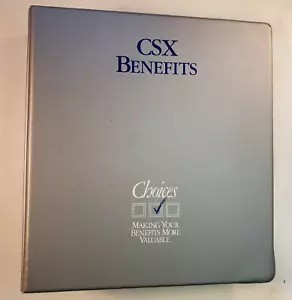 CSX
BENEFITS
Choices
MAKING YOUR
BENEFITS MORE
VALUABLE